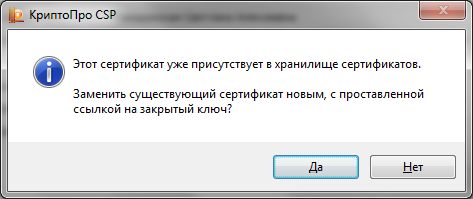 КриптоПро CSP
Этот сертификат уже присутствует в хранилище сертификатов.
Заменить существующий сертификат новым, с проставленной
ссылкой на закрытый ключ?
Да
Нет